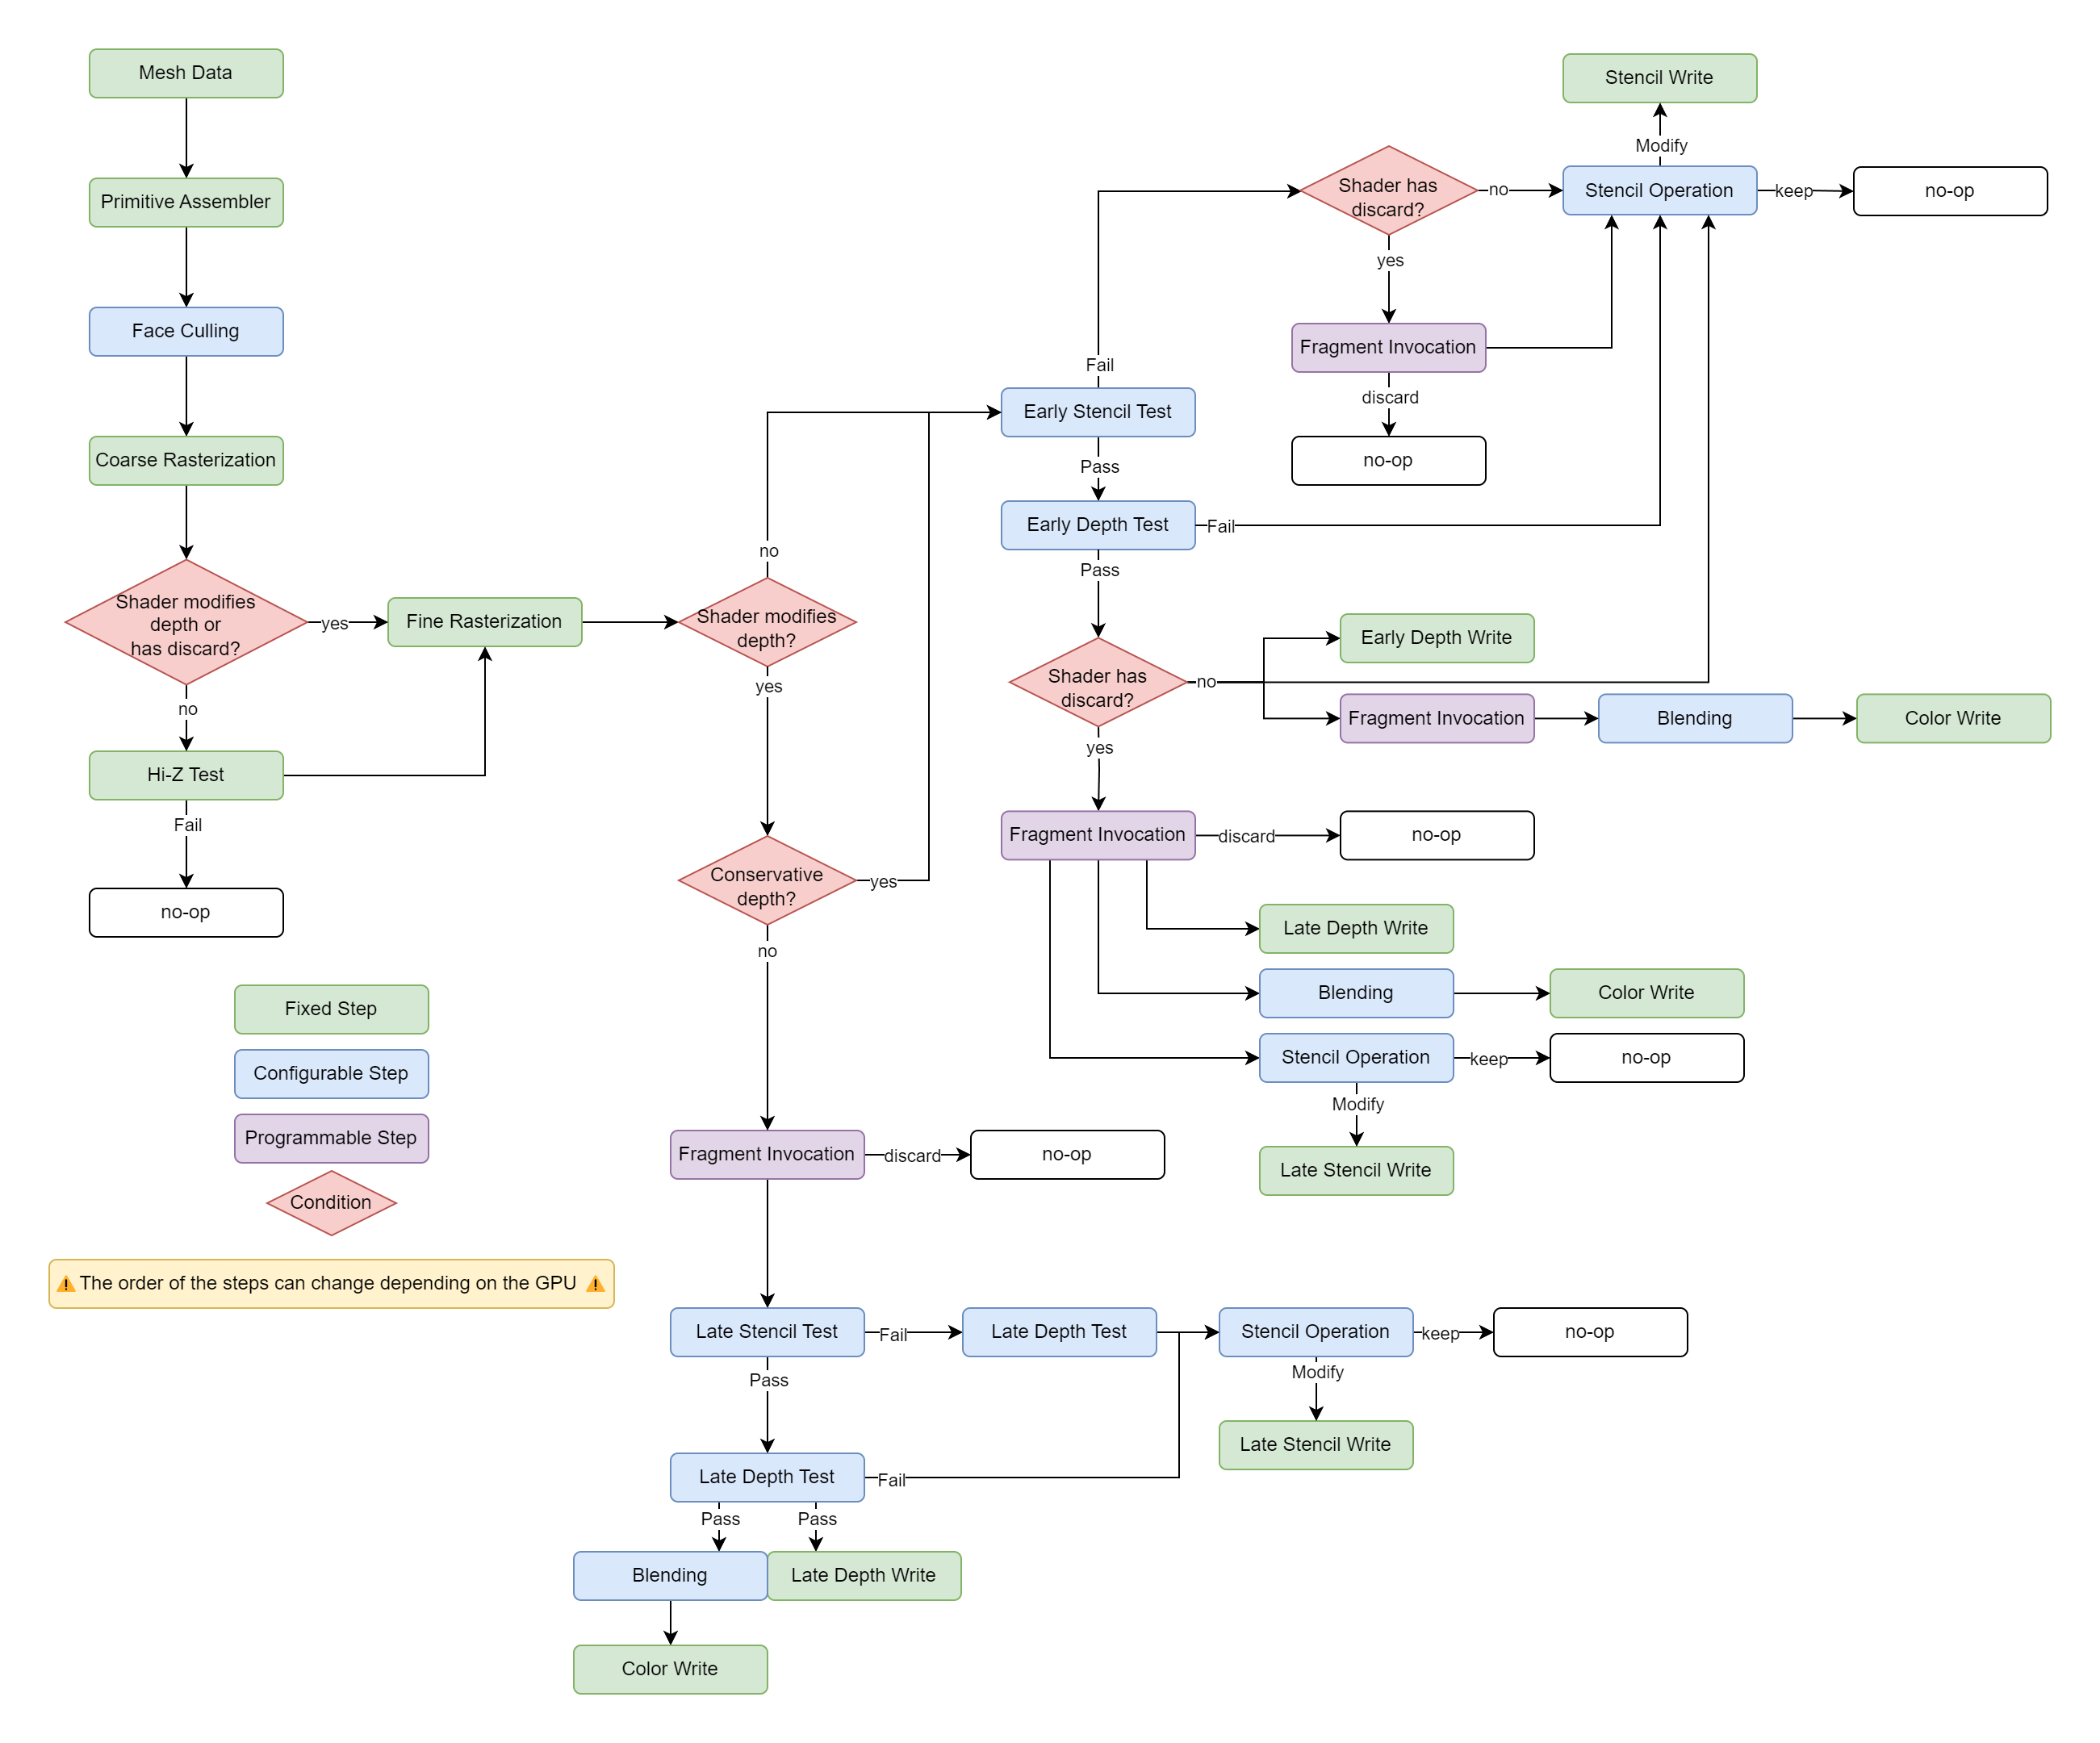 Mesh Data
Primitive Assembler
Face Culling
Coarse Rasterization
Shader modifies
depth or
has discard?
yes
no
Hi-Z Test
Fail
no-op
Fine Rasterization
Shader modifies
depth?
no
yes
Conservative
depth?
yes
no
Fragment Invocation
discard
no-op
Late Stencil Test
Fail
Late Depth Test
Stencil Operation
keep
no-op
Modify
Late Stencil Write
Pass
Late Depth Test
Fail
Pass
Pass
Blending
Late Depth Write
Color Write
Early Stencil Test
Fail
Shader has
discard?
no
Stencil Operation
Modify
Stencil Write
keep
no-op
yes
Fragment Invocation
discard
no-op
Pass
Early Depth Test
Fail
Pass
Shader has
discard?
no
Early Depth Write
Fragment Invocation
Blending
Color Write
yes
Fragment Invocation
discard
no-op
Late Depth Write
Blending
Color Write
Stencil Operation
keep
no-op
Modify
Late Stencil Write
Fixed Step
Configurable Step
Programmable Step
Condition
⚠️ The order of the steps can change depending on the GPU ⚠️